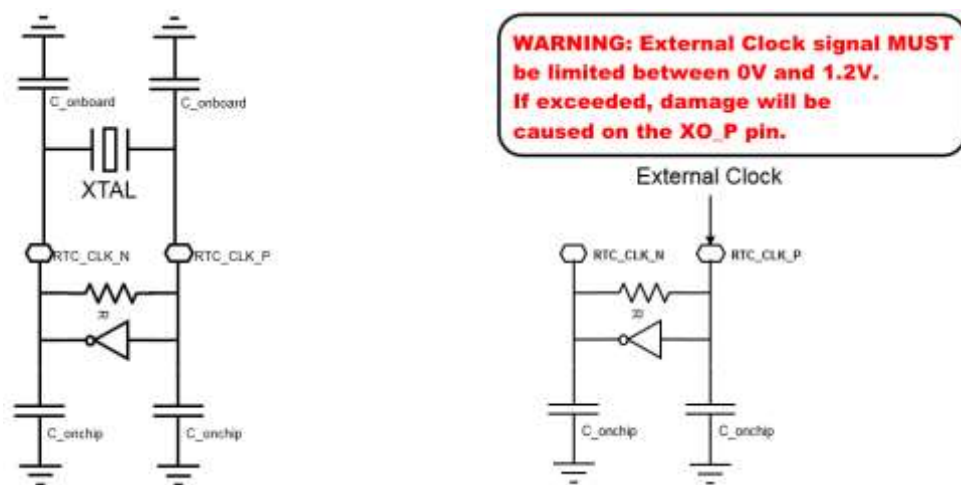 C_onboard
C_onboard
XTAL
RTC_CLK_N
RTC_CLK_P
R
C_onchip
C_onchip
WARNING: External Clock signal MUST
be limited between 0V and 1.2V.
If exceeded, damage will be
caused on the XO_P pin.
External Clock
RTC_CLK_N
RTC_CLK_P
R
C_onchip
C_onchip